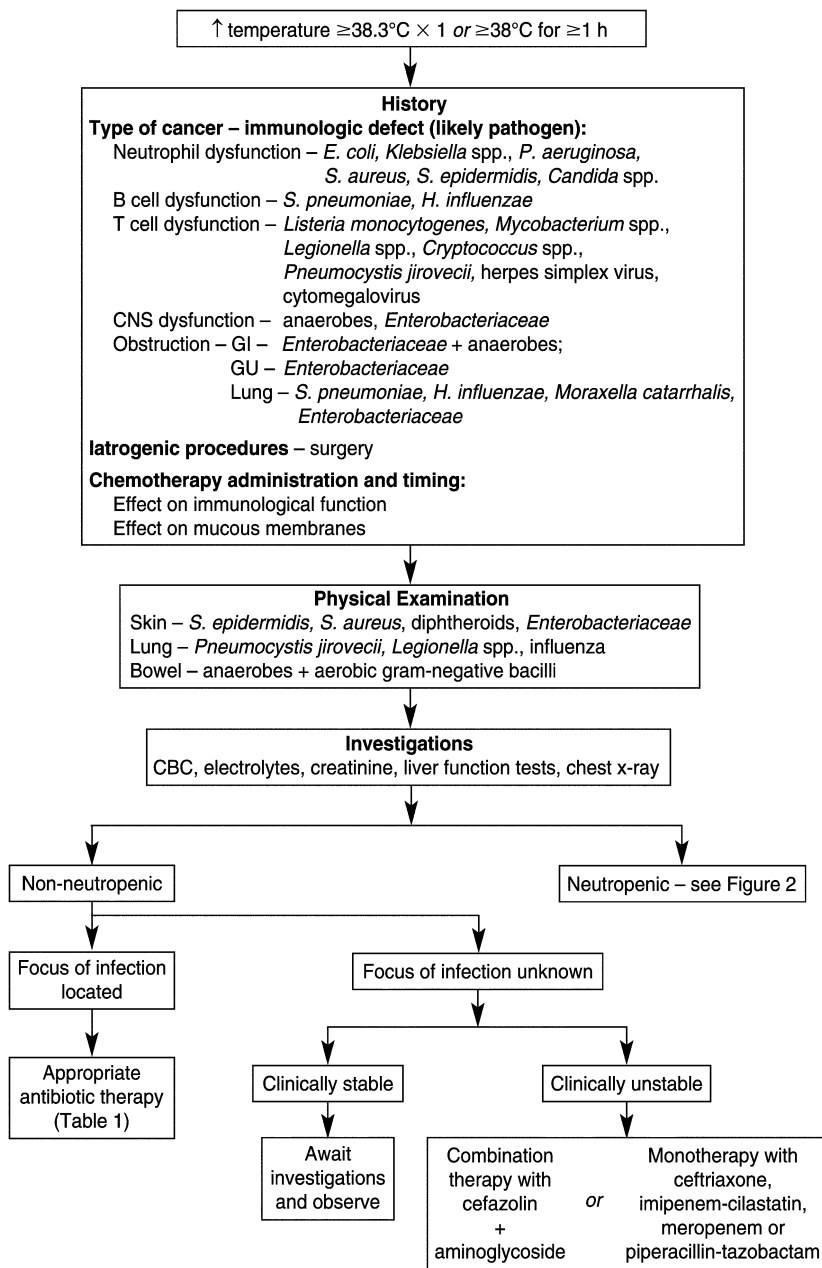 ↑ temperature ≥38.3°C × 1 or ≥38°C for ≥1 h
History
Type of cancer – immunologic defect (likely pathogen):
Neutrophil dysfunction – E. coli, Klebsiella spp., P. aeruginosa,
S. aureus, S. epidermidis, Candida spp.
B cell dysfunction – S. pneumoniae, H. influenzae
T cell dysfunction – Listeria monocytogenes, Mycobacterium spp.,
Legionella spp., Cryptococcus spp.,
Pneumocystis jirovecii, herpes simplex virus,
cytomegalovirus
CNS dysfunction – anaerobes, Enterobacteriaceae
Obstruction – GI – Enterobacteriaceae + anaerobes;
GU – Enterobacteriaceae
Lung – S. pneumoniae, H. influenzae, Moraxella catarrhalis,
Enterobacteriaceae
Iatrogenic procedures – surgery
Chemotherapy administration and timing:
Effect on immunological function
Effect on mucous membranes
Physical Examination
Skin – S. epidermidis, S. aureus, diphtheroids, Enterobacteriaceae
Lung – Pneumocystis jirovecii, Legionella spp., influenza
Bowel – anaerobes + aerobic gram-negative bacilli
Investigations
CBC, electrolytes, creatinine, liver function tests, chest x-ray
Non-neutropenic
Neutropenic – see Figure 2
Focus of infection
located
Focus of infection unknown
Appropriate
antibiotic therapy
(Table 1)
Clinically stable
Clinically unstable
Await
investigations
and observe
Combination
therapy with
cefazolin
+
aminoglycoside
or
Monotherapy with
ceftriaxone,
imipenem-cilastatin,
meropenem or
piperacillin-tazobactam